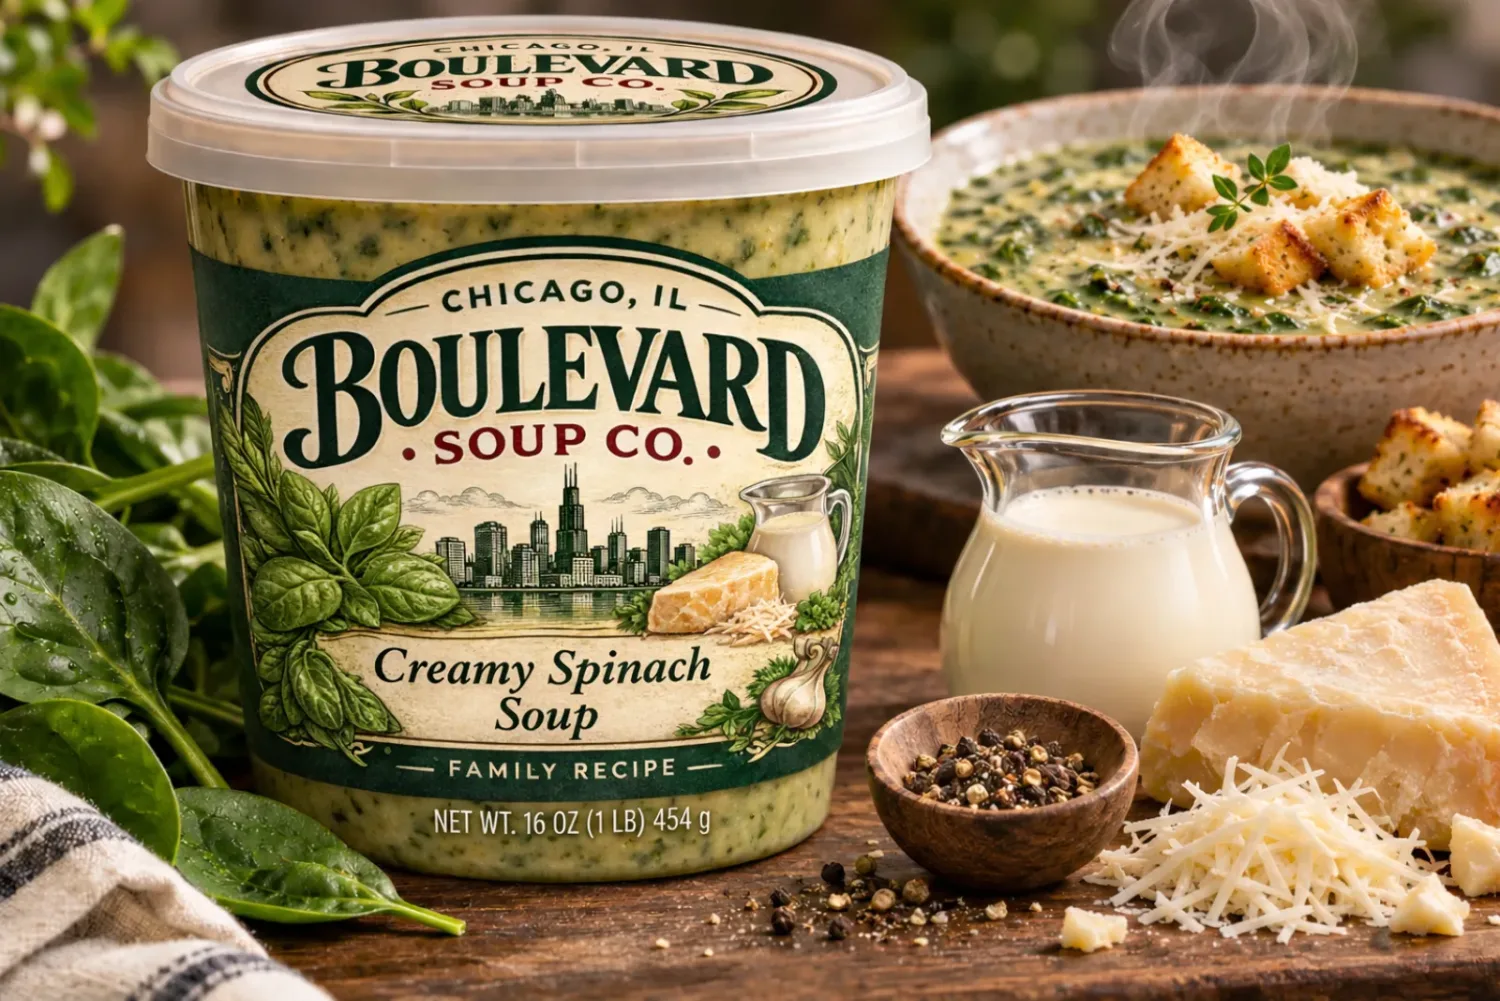 CHICAGO, IL
BOULEVARD
SOUP CO.
CHICAGO, IL
BOULEVARD
SOUP CO.
Creamy Spinach
Soup
FAMILY RECIPE
NET WT. 16 OZ (1 LB) 454 g